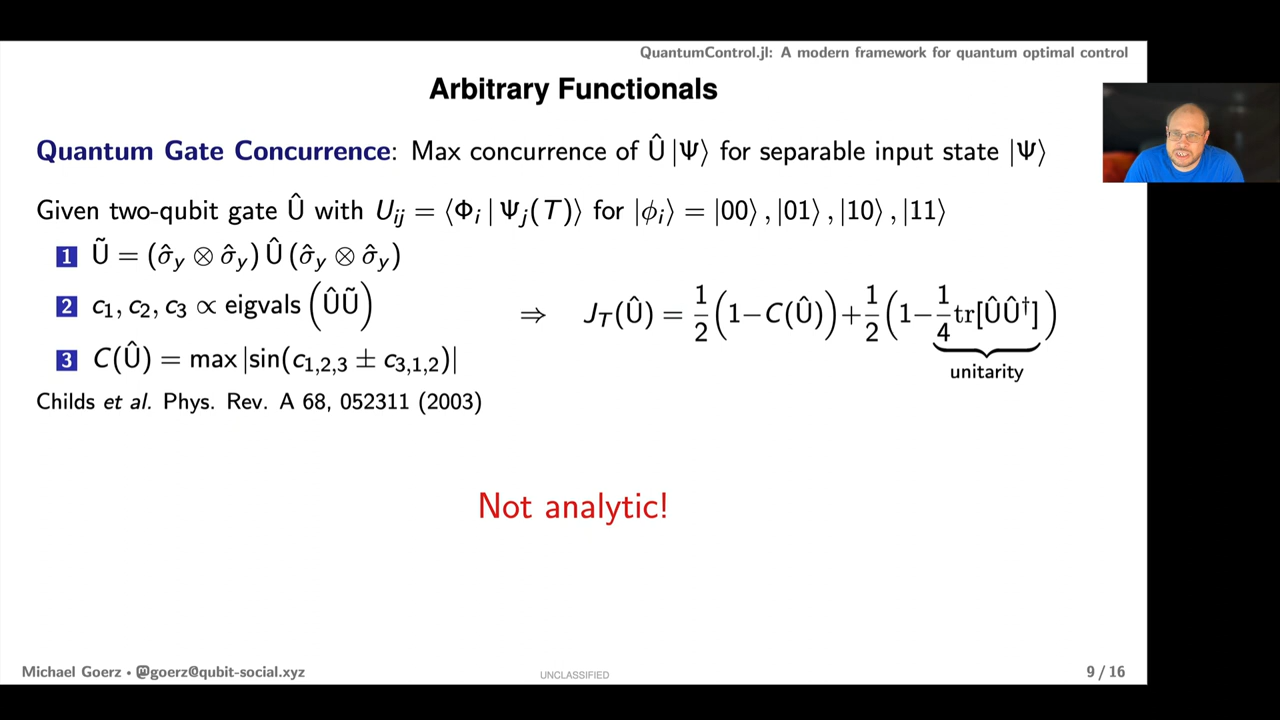 QuantumControl.jl: A modern framework for quantum optimal control
Arbitrary Functionals
Quantum Gate Concurrence: Max concurrence of Û |Ψ⟩ for separable input state |Ψ⟩
Given two-qubit gate Û with U_ij = ⟨Φ_i | Ψ_j(T)⟩ for |ϕ_i⟩ = |00⟩ , |01⟩ , |10⟩ , |11⟩
1 Ũ = (σ̂_y ⊗ σ̂_y) Û (σ̂_y ⊗ σ̂_y)
2 c_1, c_2, c_3 ∝ eigvals (ÛŨ)
3 C(Û) = max |sin(c_1,2,3 ± c_3,1,2)|
⇒ J_T(Û) = 1/2 (1−C(Û)) + 1/2 (1− 1/4 tr[ÛÛ†])
unitarity
Childs et al. Phys. Rev. A 68, 052311 (2003)
Not analytic!
Michael Goerz • @goerz@qubit-social.xyz
UNCLASSIFIED
9 / 16